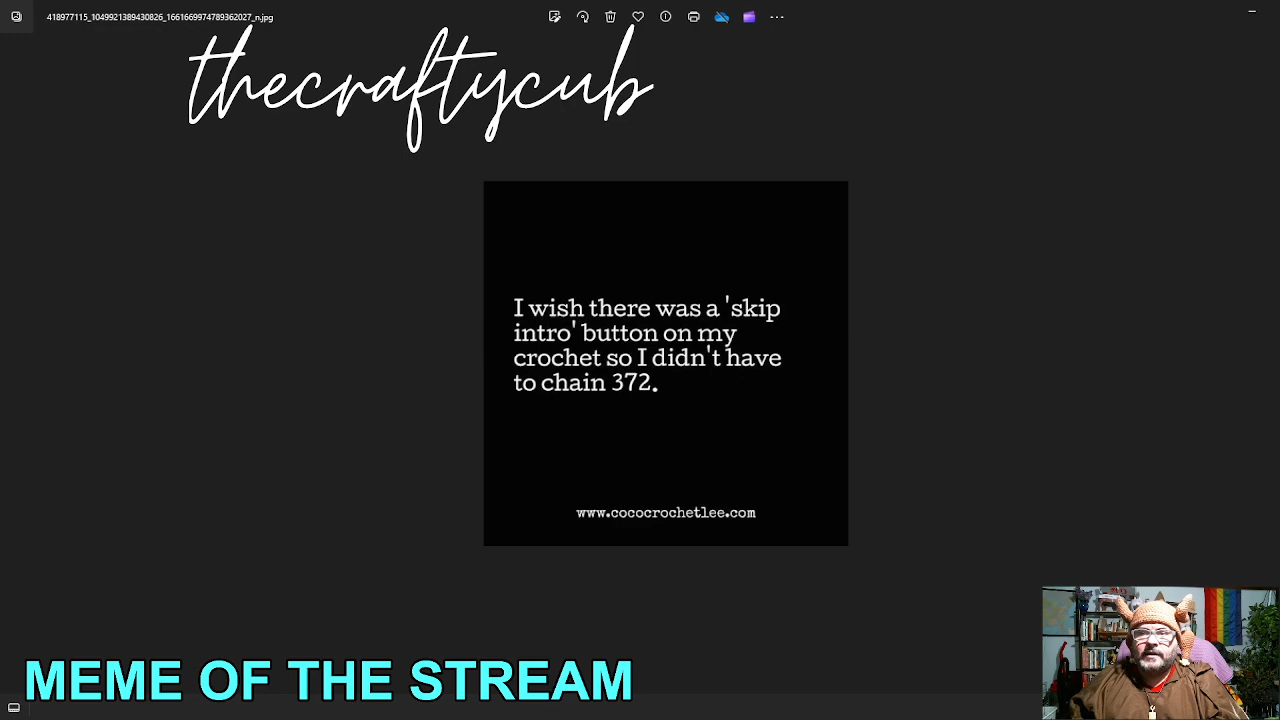 418977115_1049921389430826_1661669974789362027_n.jpg
thecraftycub
I wish there was a 'skip
intro' button on my
crochet so I didn't have
to chain 372.
www.cococrochetlee.com
MEME OF THE STREAM